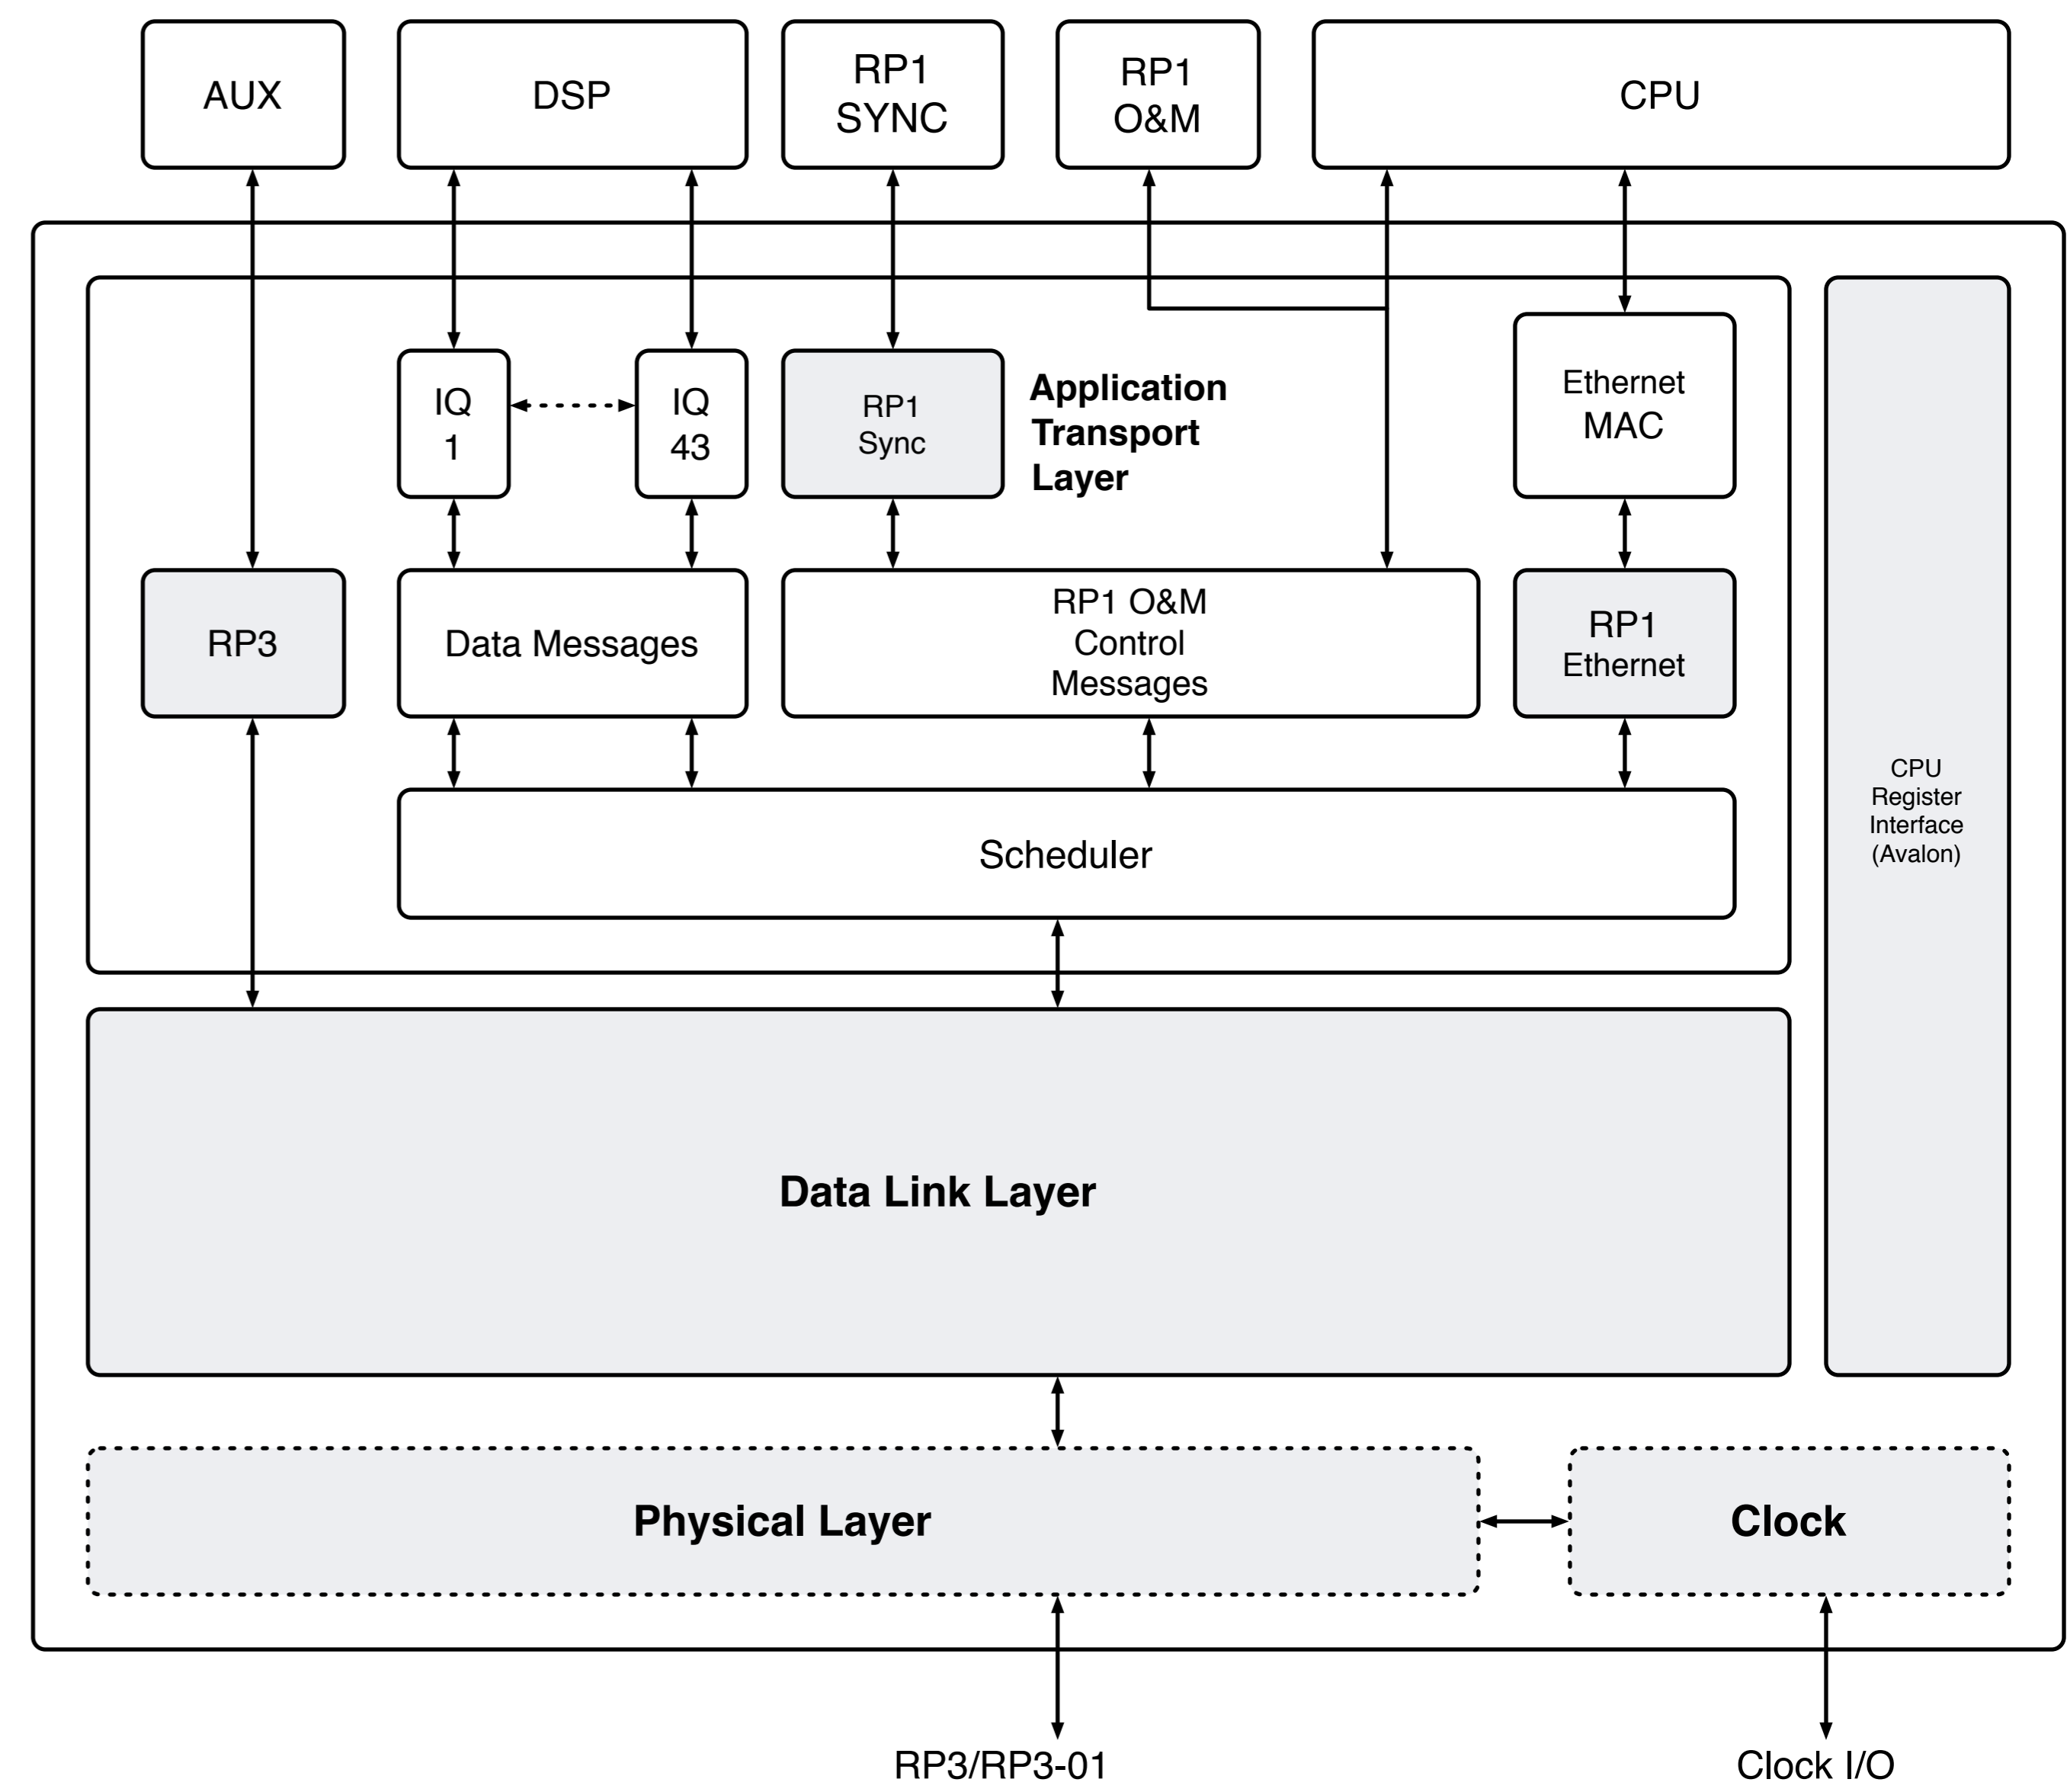 AUX
DSP
RP1
SYNC
RP1
O&M
CPU
IQ
1
IQ
43
RP1
Sync
Application
Transport
Layer
Ethernet
MAC
RP3
Data Messages
RP1 O&M
Control
Messages
RP1
Ethernet
CPU
Register
Interface
(Avalon)
Scheduler
Data Link Layer
Physical Layer
Clock
RP3/RP3-01
Clock I/O